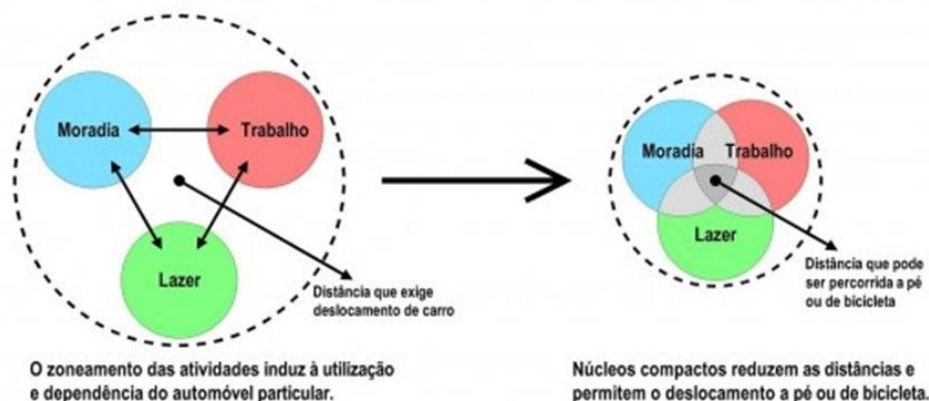 Moradia
Trabalho
Lazer
Distância que exige
deslocamento de carro
O zoneamento das atividades induz à utilização
e dependência do automóvel particular.
Moradia
Trabalho
Lazer
Distância que pode
ser percorrida a pé
ou de bicicleta
Núcleos compactos reduzem as distâncias e
permitem o deslocamento a pé ou de bicicleta.